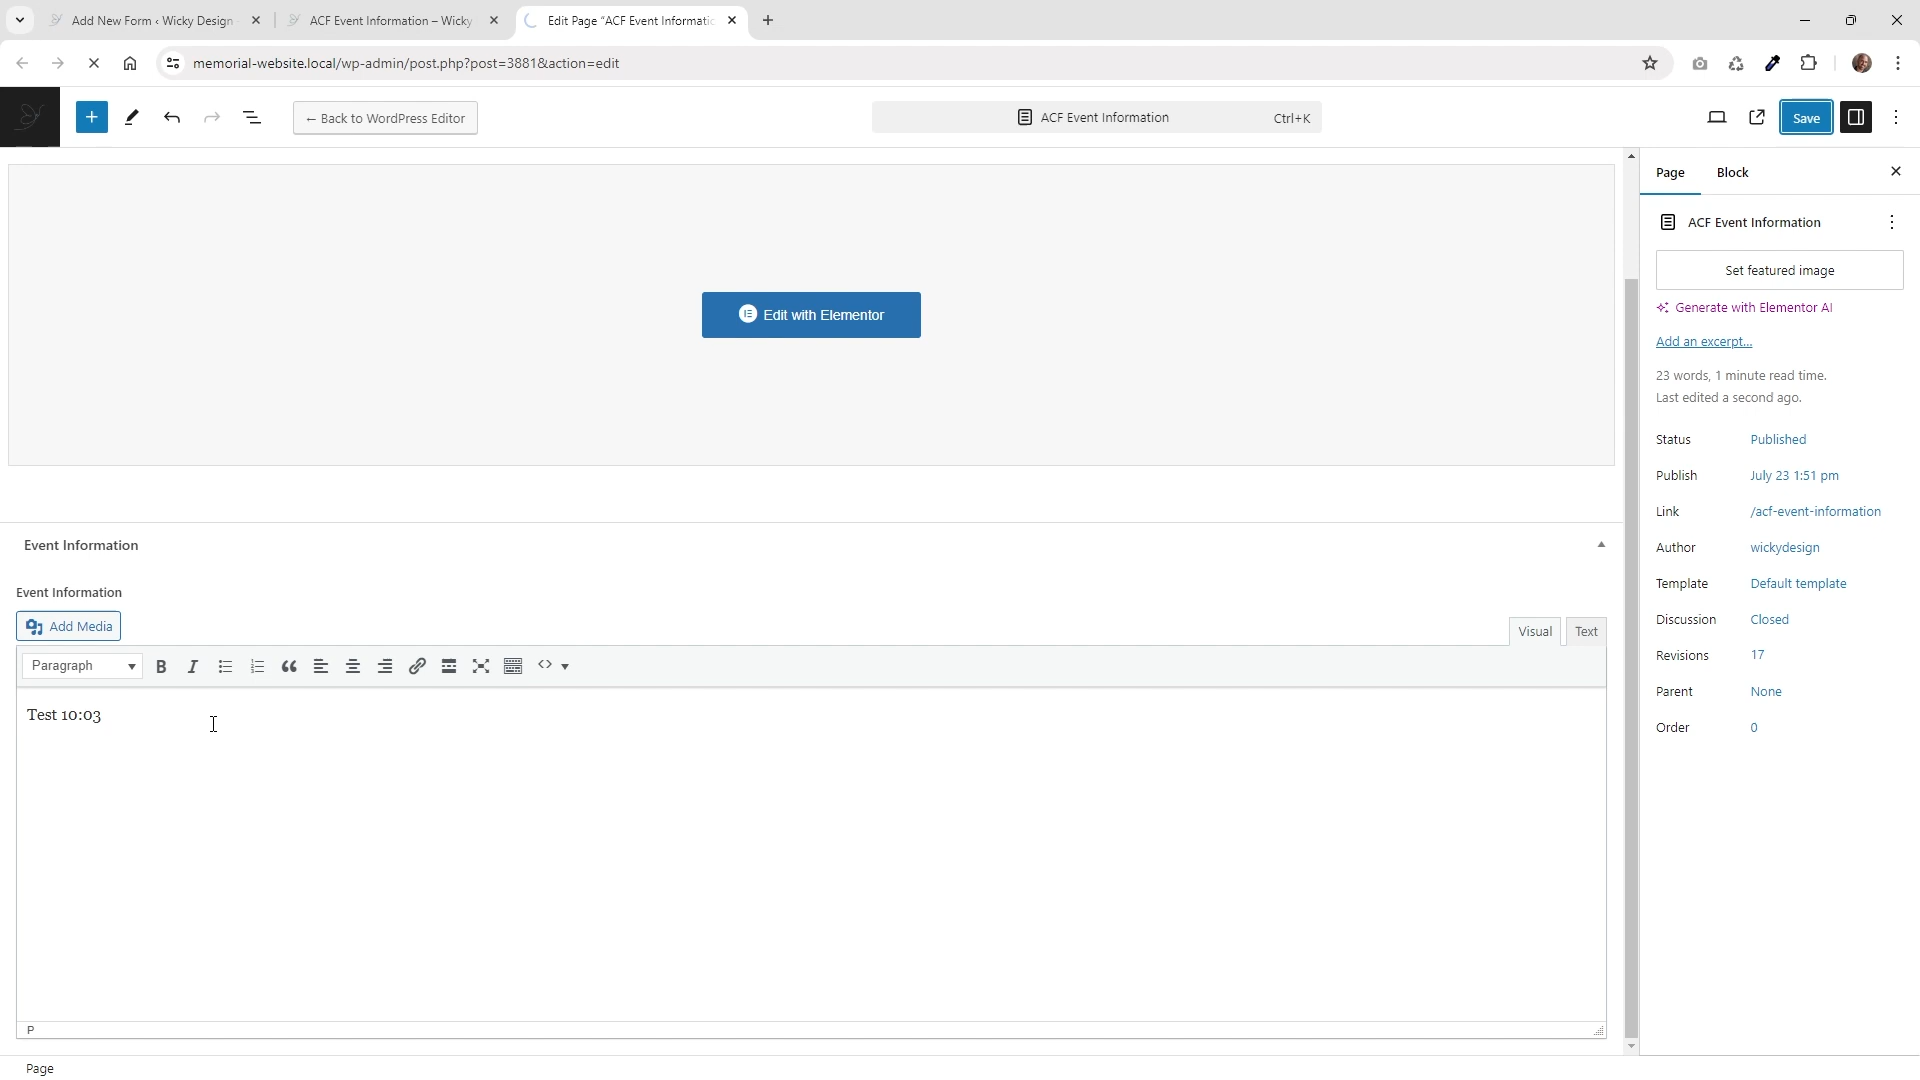 Add New Form ‹ Wicky Design
ACF Event Information – Wicky
Edit Page "ACF Event Informatic
memorial-website.local/wp-admin/post.php?post=3881&action=edit
← Back to WordPress Editor
ACF Event Information
Ctrl+K
Save
Page
Block
ACF Event Information
Set featured image
Generate with Elementor AI
Add an excerpt...
23 words, 1 minute read time.
Last edited a second ago.
Status Published
Publish July 23 1:51 pm
Link /acf-event-information
Author wickydesign
Template Default template
Discussion Closed
Revisions 17
Parent None
Order 0
Edit with Elementor
Event Information
Event Information
Add Media
Visual
Text
Paragraph
Test 10:03
P
Page